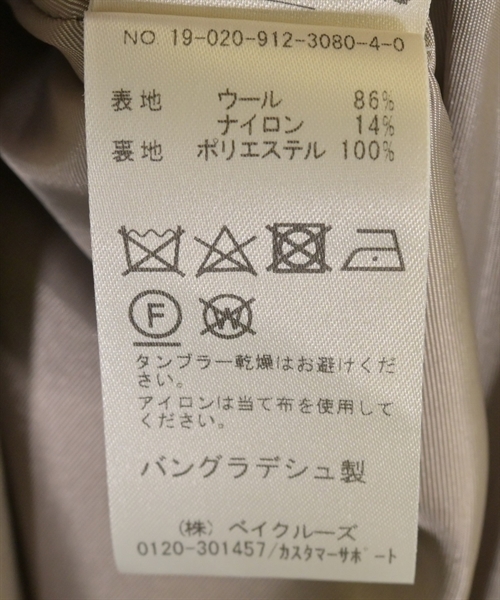 NO. 19-020-912-3080-4-0
表地 ウール 86%
ナイロン 14%
裏地 ポリエステル 100%
F W
タンブラー乾燥はお避けくだ
さい。
アイロンは当て布を使用して
ください。
バングラデシュ製
(株) ベイクルーズ
0120-301457/カスタマーサポート